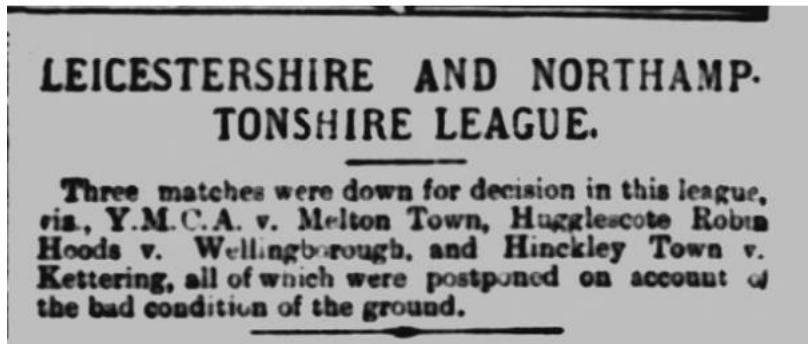 LEICESTERSHIRE AND NORTHAMP-
TONSHIRE LEAGUE.
Three matches were down for decision in this league,
viz., Y.M.C.A. v. Melton Town, Hugglescote Robin
Hoods v. Wellingborough, and Hinckley Town v.
Kettering, all of which were postponed on account of
the bad condition of the ground.